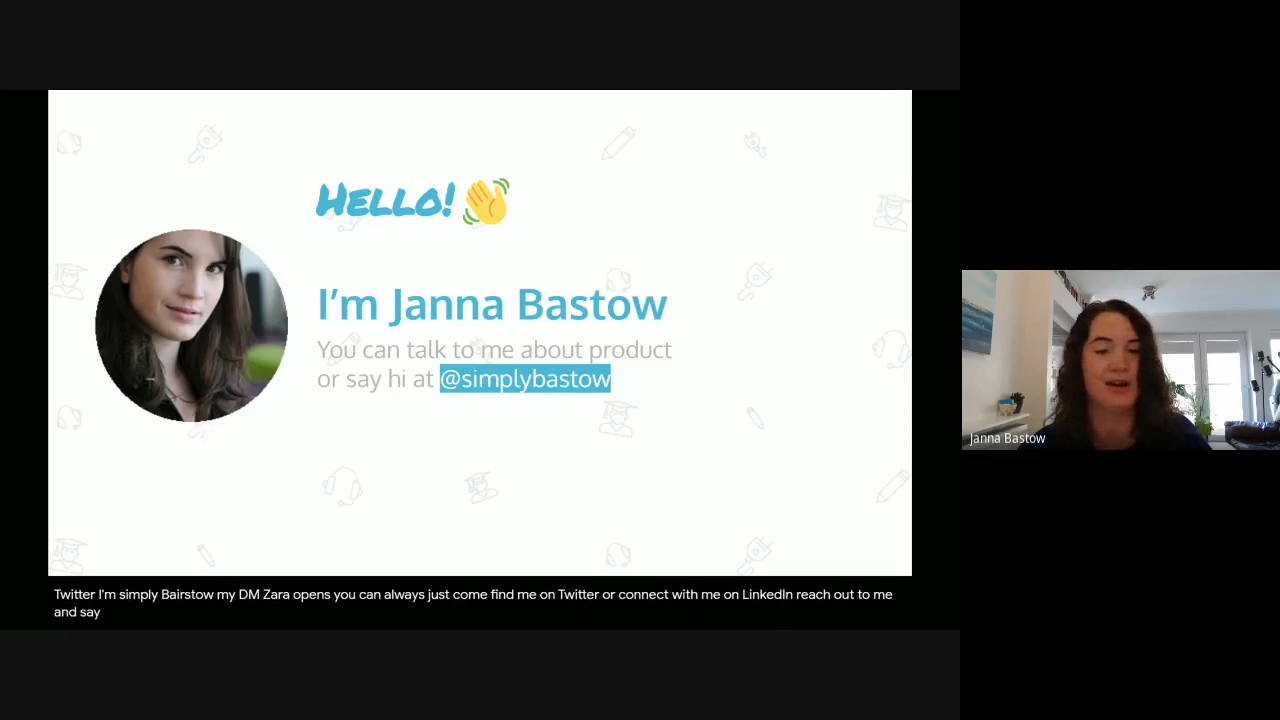 HELLO!
I'm Janna Bastow
You can talk to me about product
or say hi at @simplybastow
Janna Bastow
Twitter I'm simply Bairstow my DM Zara opens you can always just come find me on Twitter or connect with me on LinkedIn reach out to me
and say